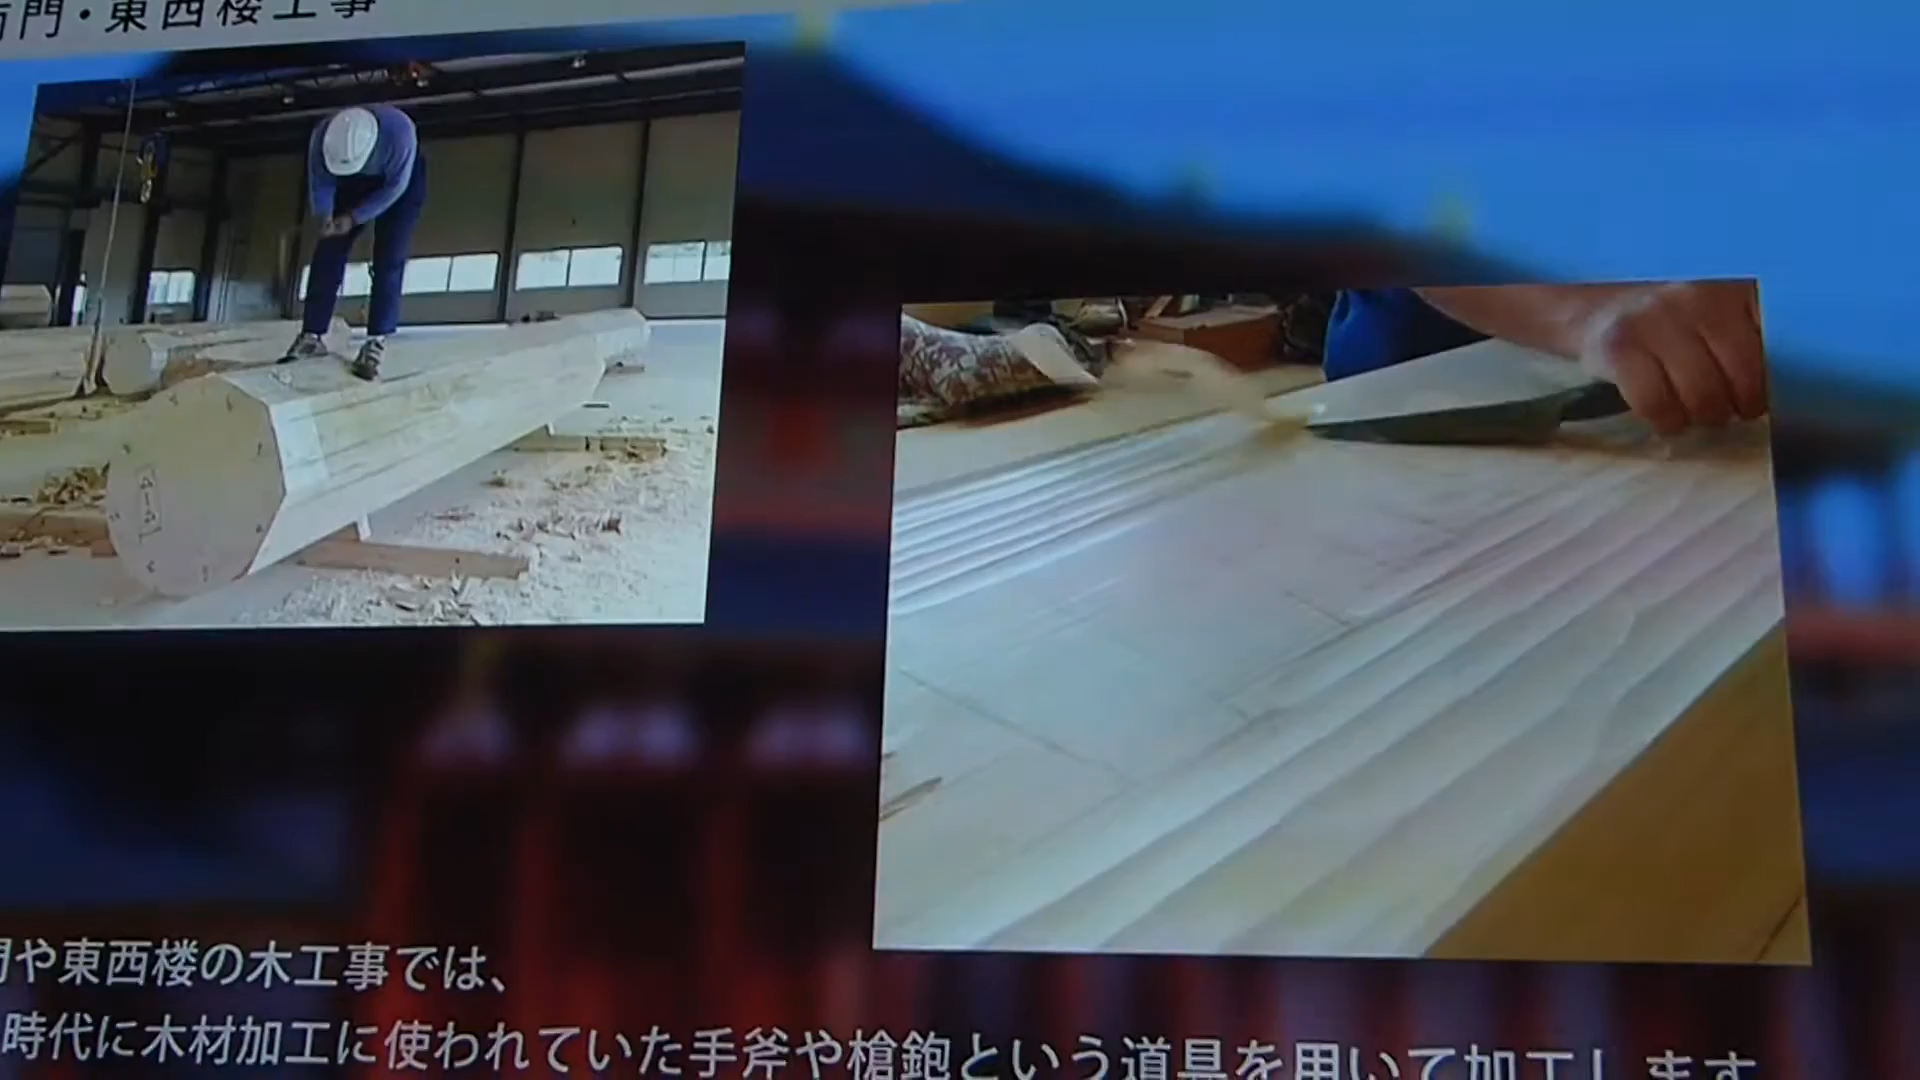 門・東西楼工事
門や東西楼の木工事では、
時代に木材加工に使われていた手斧や槍鉋という道具を用いて加工します